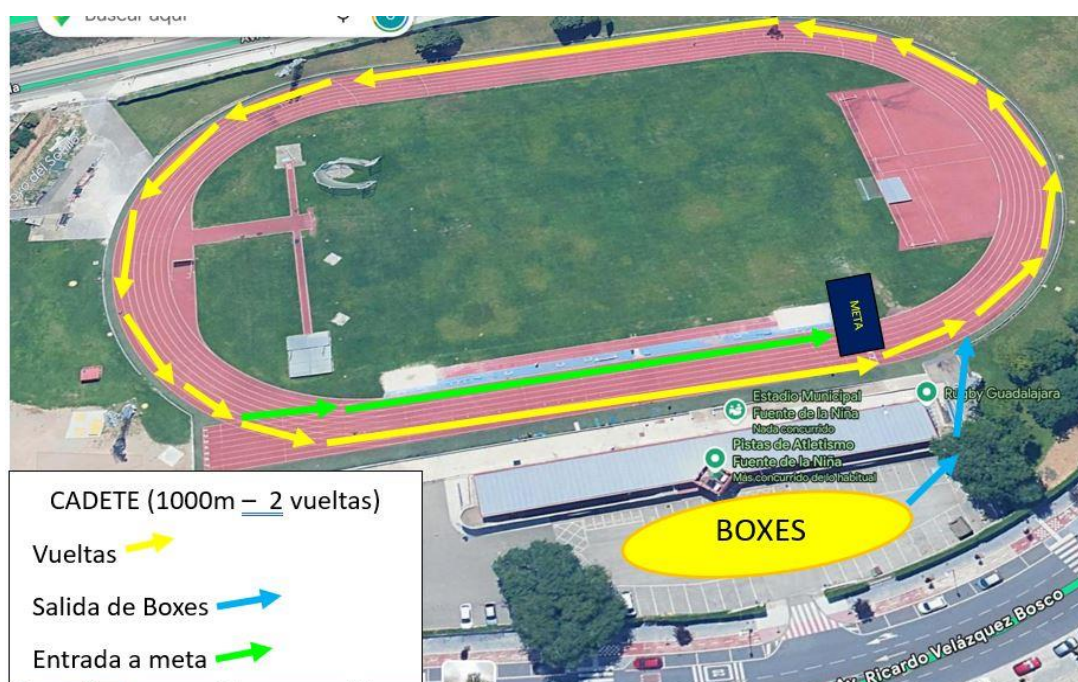 Buscar aquí
META
Rugby Guadalajara
Estadio Municipal
Fuente de la Niña
Nada concurrido
Pistas de Atletismo
Fuente de la Niña
Más concurrido de lo habitual
BOXES
CADETE (1000m – 2 vueltas)
Vueltas
Salida de Boxes
Entrada a meta
Av. Ricardo Velázquez Bosco